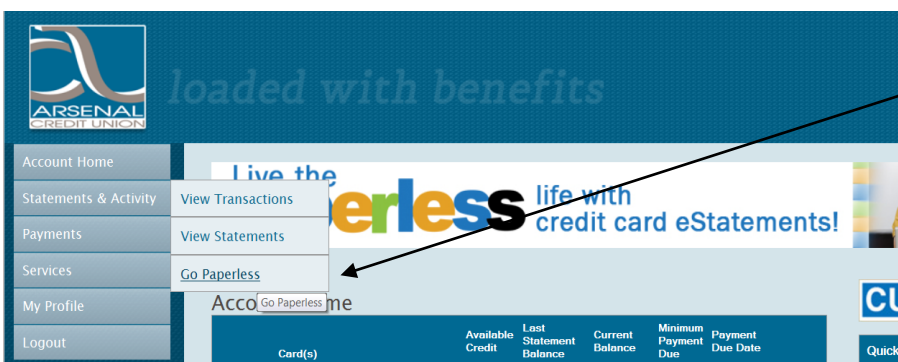 ARSENAL
CREDIT UNION
loaded with benefits
Account Home
Statements & Activity
Payments
Services
My Profile
Logout
View Transactions
View Statements
Go Paperless
Go Paperless
Live the
erless
life with
credit card eStatements!
Acco
me
Card(s)
Available Credit
Last Statement Balance
Current Balance
Minimum Payment Due
Payment Due Date
CU
Quick